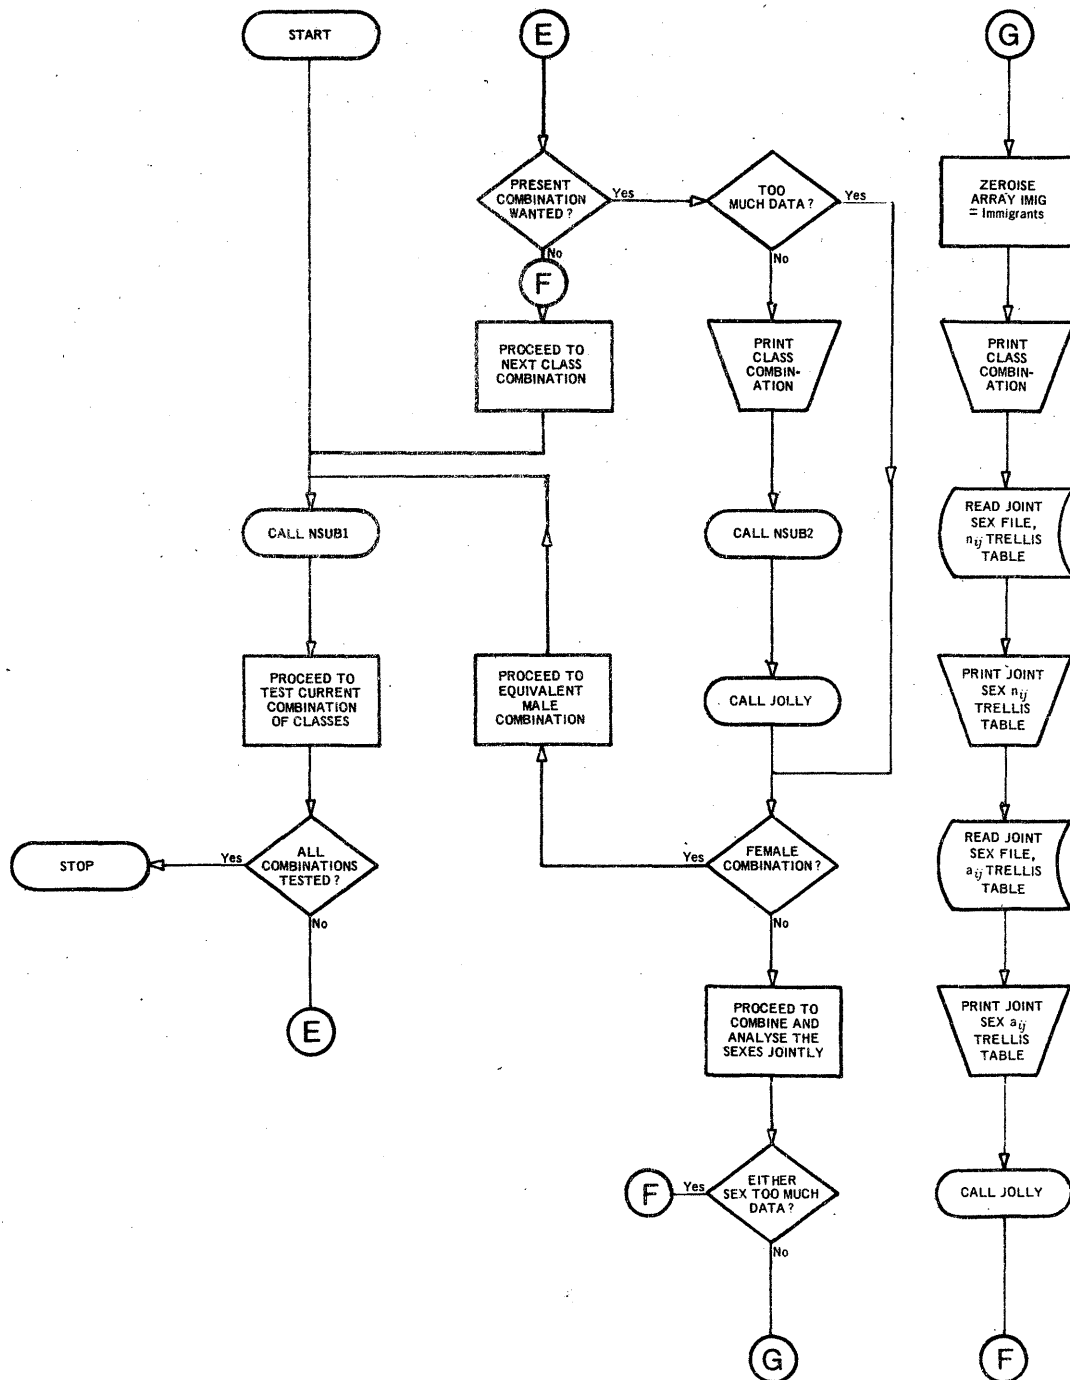 START
CALL NSUB1
PROCEED TO
TEST CURRENT
COMBINATION
OF CLASSES
ALL
COMBINATIONS
TESTED?
Yes
STOP
No
E
E
PRESENT
COMBINATION
WANTED?
Yes
No
F
PROCEED TO
NEXT CLASS
COMBINATION
PROCEED TO
EQUIVALENT
MALE
COMBINATION
TOO
MUCH DATA?
Yes
No
PRINT
CLASS
COMBIN-
ATION
CALL NSUB2
CALL JOLLY
FEMALE
COMBINATION?
Yes
No
PROCEED TO
COMBINE AND
ANALYSE THE
SEXES JOINTLY
EITHER
SEX TOO MUCH
DATA?
Yes
F
No
G
G
ZEROISE
ARRAY IMIG
= Immigrants
PRINT
CLASS
COMBIN-
ATION
READ JOINT
SEX FILE,
nij TRELLIS
TABLE
PRINT JOINT
SEX nij
TRELLIS
TABLE
READ JOINT
SEX FILE,
aij TRELLIS
TABLE
PRINT JOINT
SEX aij
TRELLIS
TABLE
CALL JOLLY
F